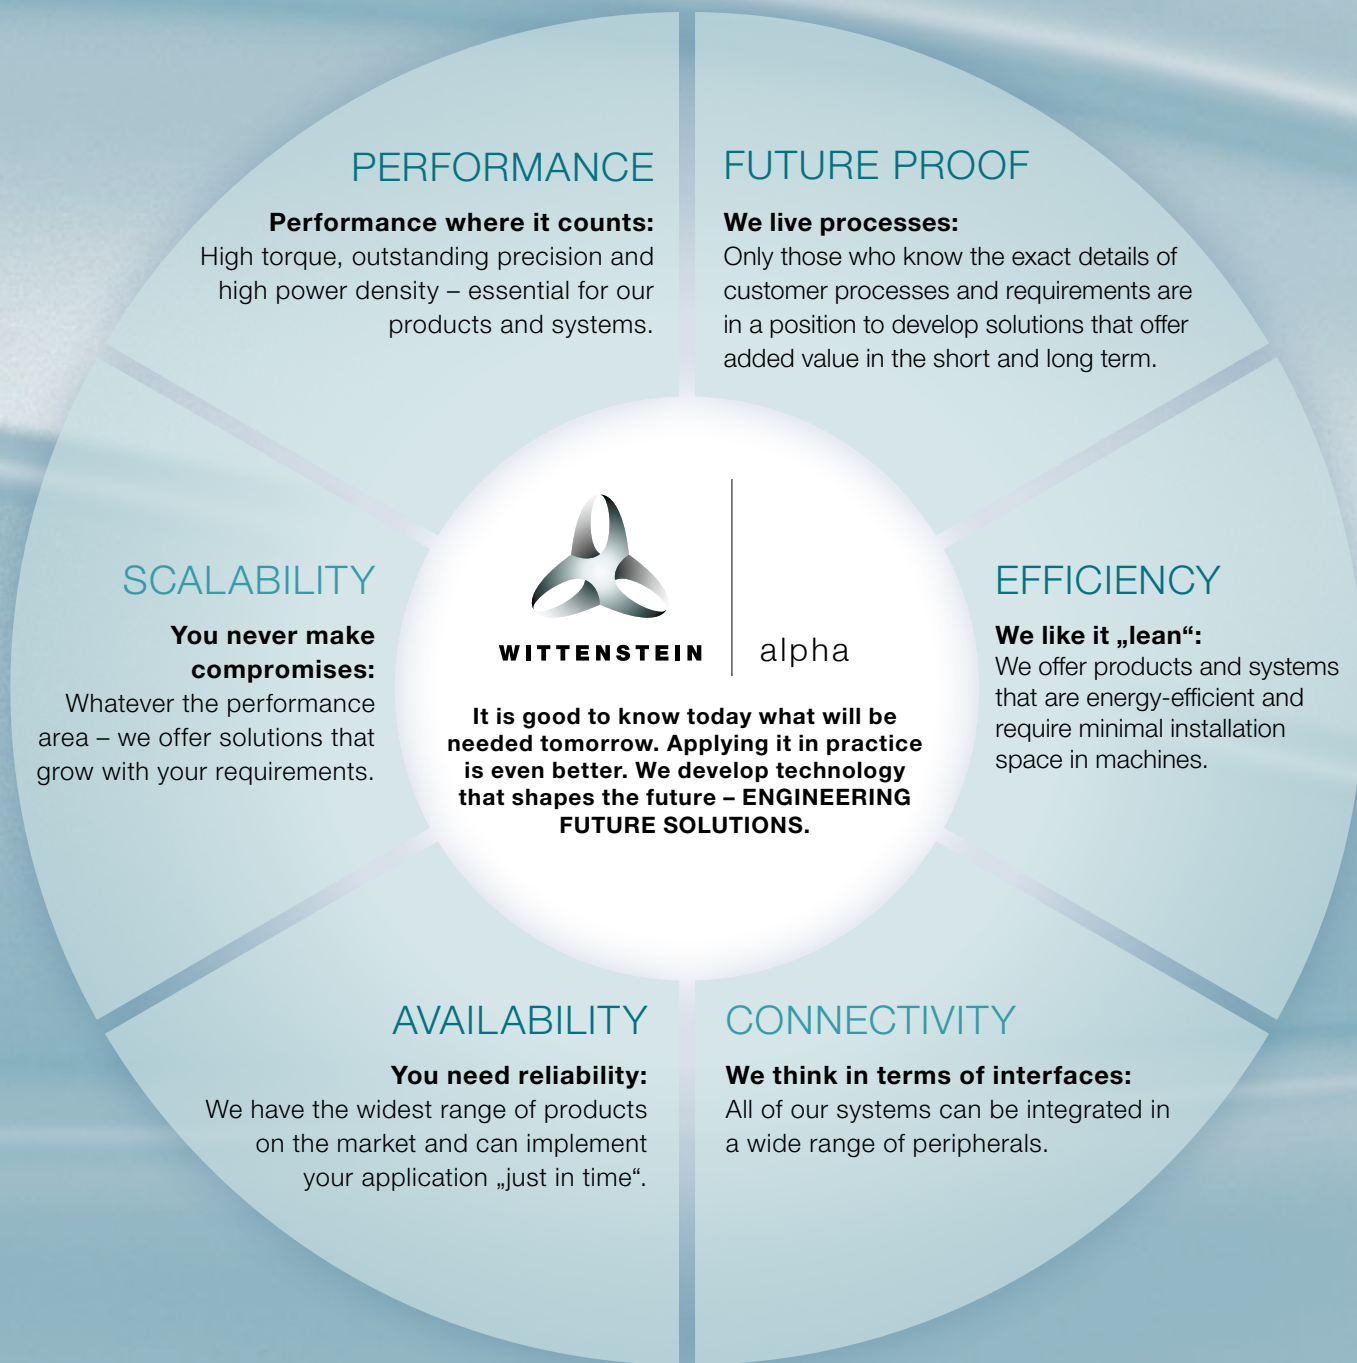 PERFORMANCE
Performance where it counts:
High torque, outstanding precision and
high power density – essential for our
products and systems.
FUTURE PROOF
We live processes:
Only those who know the exact details of
customer processes and requirements are
in a position to develop solutions that offer
added value in the short and long term.
SCALABILITY
You never make
compromises:
Whatever the performance
area – we offer solutions that
grow with your requirements.
WITTENSTEIN
alpha
It is good to know today what will be
needed tomorrow. Applying it in practice
is even better. We develop technology
that shapes the future – ENGINEERING
FUTURE SOLUTIONS.
EFFICIENCY
We like it „lean“:
We offer products and systems
that are energy-efficient and
require minimal installation
space in machines.
AVAILABILITY
You need reliability:
We have the widest range of products
on the market and can implement
your application „just in time“.
CONNECTIVITY
We think in terms of interfaces:
All of our systems can be integrated in
a wide range of peripherals.